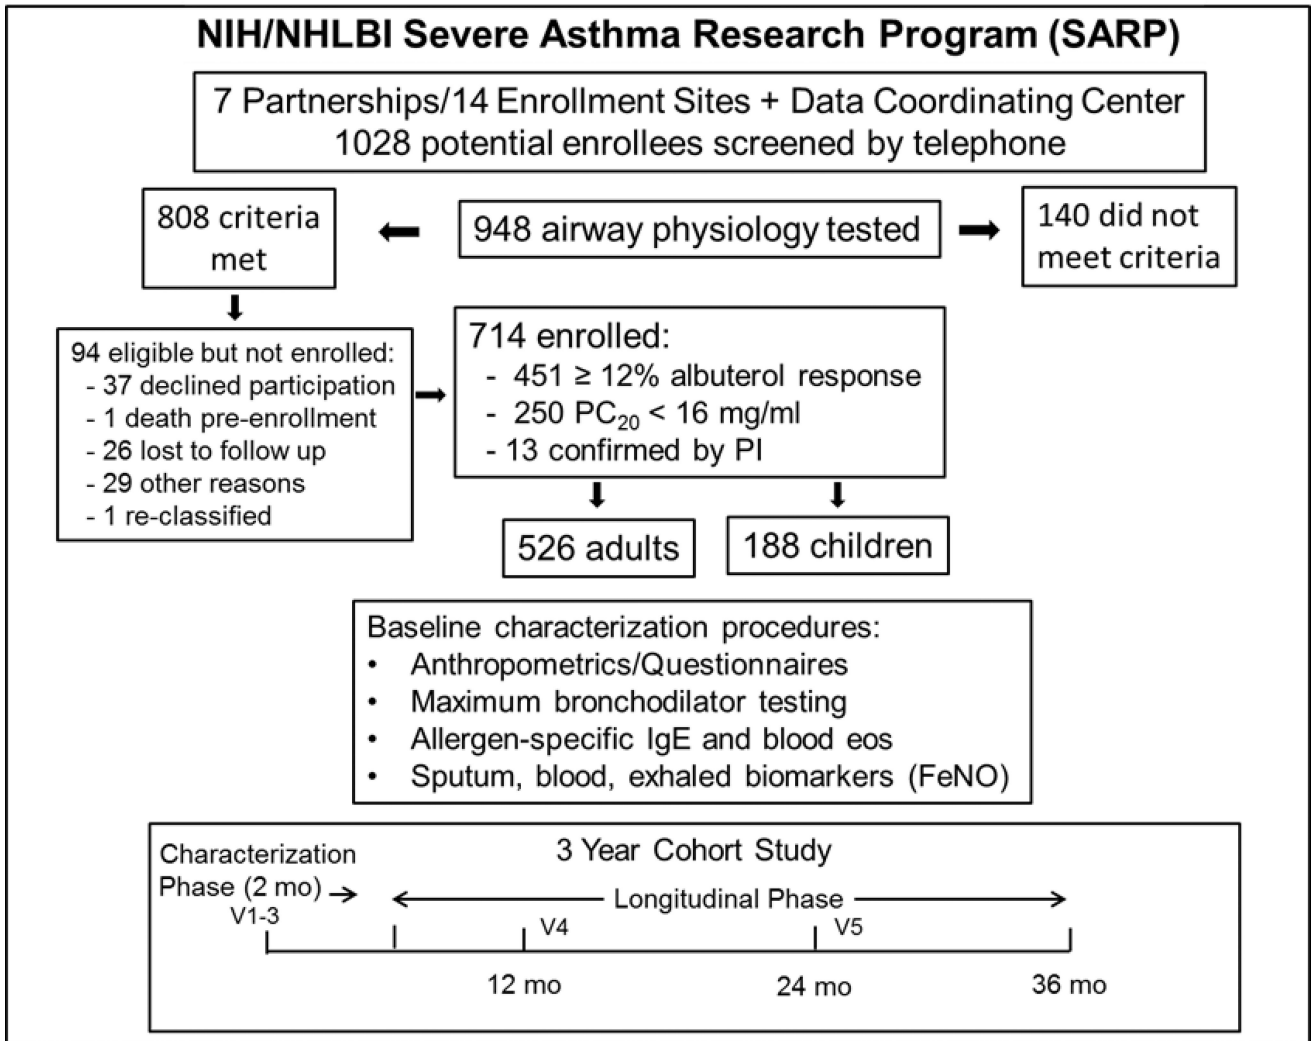 NIH/NHLBI Severe Asthma Research Program (SARP)
7 Partnerships/14 Enrollment Sites + Data Coordinating Center
1028 potential enrollees screened by telephone
808 criteria
met
948 airway physiology tested
140 did not
meet criteria
94 eligible but not enrolled:
- 37 declined participation
- 1 death pre-enrollment
- 26 lost to follow up
- 29 other reasons
- 1 re-classified
714 enrolled:
- 451 ≥ 12% albuterol response
- 250 PC20 < 16 mg/ml
- 13 confirmed by PI
526 adults
188 children
Baseline characterization procedures:
• Anthropometrics/Questionnaires
• Maximum bronchodilator testing
• Allergen-specific IgE and blood eos
• Sputum, blood, exhaled biomarkers (FeNO)
3 Year Cohort Study
Characterization
Phase (2 mo)
V1-3
Longitudinal Phase
V4
V5
12 mo
24 mo
36 mo